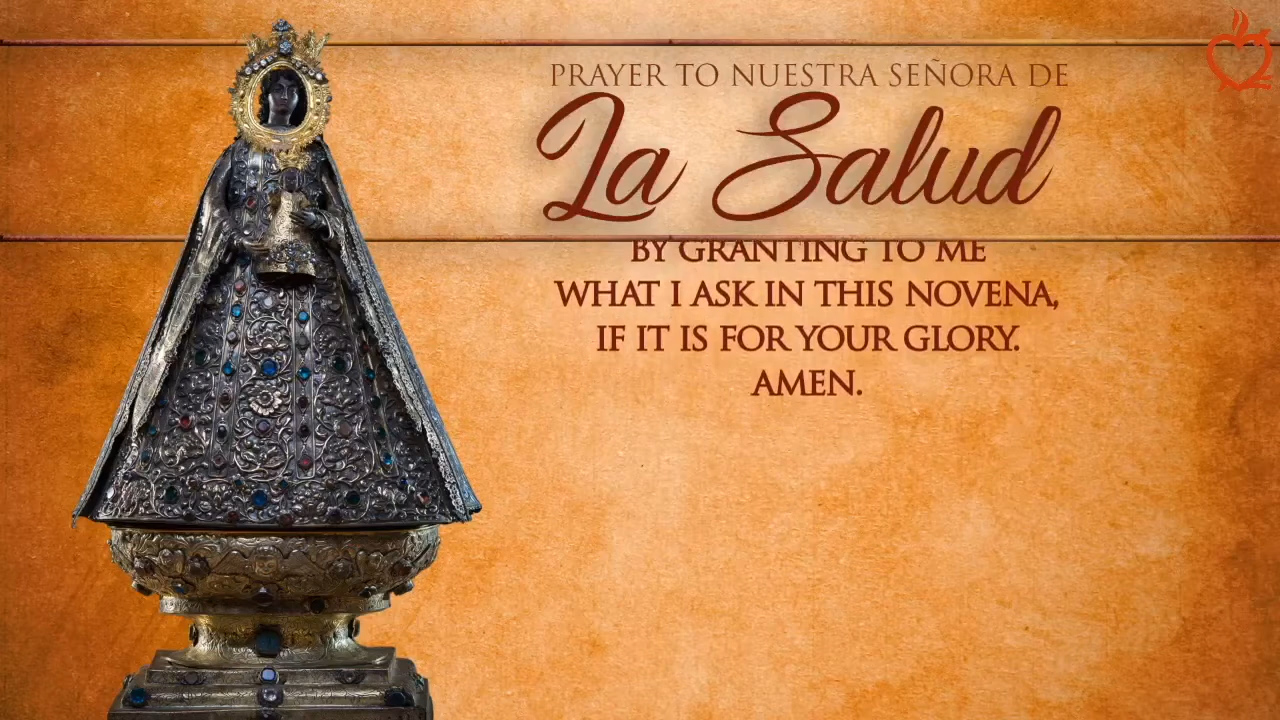 PRAYER TO NUESTRA SEÑORA DE
La Salud
BY GRANTING TO ME
WHAT I ASK IN THIS NOVENA,
IF IT IS FOR YOUR GLORY.
AMEN.